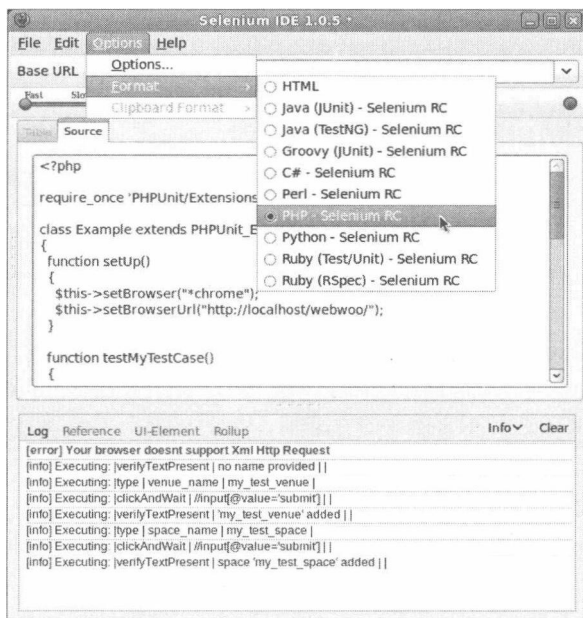 Selenium IDE 1.0.5 *
File Edit Options Help
Base URL
Options...
Format >
Clipboard Format >
Fast Slo
HTML
Java (JUnit) - Selenium RC
Java (TestNG) - Selenium RC
Groovy (JUnit) - Selenium RC
C# - Selenium RC
Perl - Selenium RC
PHP - Selenium RC
Python - Selenium RC
Ruby (Test/Unit) - Selenium RC
Ruby (RSpec) - Selenium RC
Table Source
<?php
require_once 'PHPUnit/Extensions
class Example extends PHPUnit_E
{
function setUp()
{
$this->setBrowser("*chrome");
$this->setBrowserUrl("http://localhost/webwoo/");
}
function testMyTestCase()
{
Log Reference UI-Element Rollup Info Clear
[error] Your browser doesnt support Xml Http Request
[info] Executing: |verifyTextPresent | no name provided | |
[info] Executing: |type | venue_name | my_test_venue |
[info] Executing: |clickAndWait | //input[@value='submit'] | |
[info] Executing: |verifyTextPresent | 'my_test_venue' added | |
[info] Executing: |type | space_name | my_test_space |
[info] Executing: |clickAndWait | //input[@value='submit'] | |
[info] Executing: |verifyTextPresent | space 'my_test_space' added | |